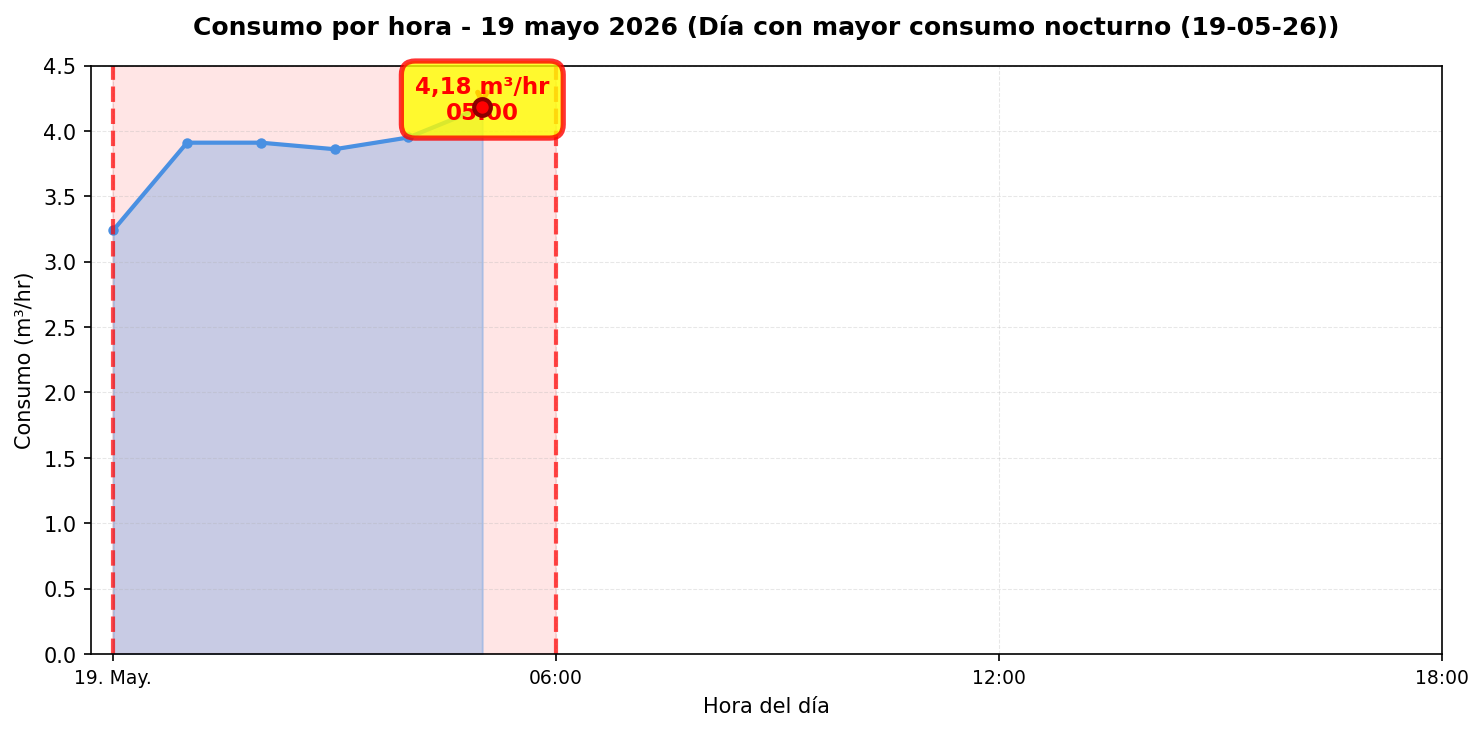 Consumo por hora - 19 mayo 2026 (Día con mayor consumo nocturno (19-05-26))
4,18 m³/hr
05:00
Consumo (m³/hr)
4.5
4.0
3.5
3.0
2.5
2.0
1.5
1.0
0.5
0.0
19. May.
06:00
12:00
18:00
Hora del día